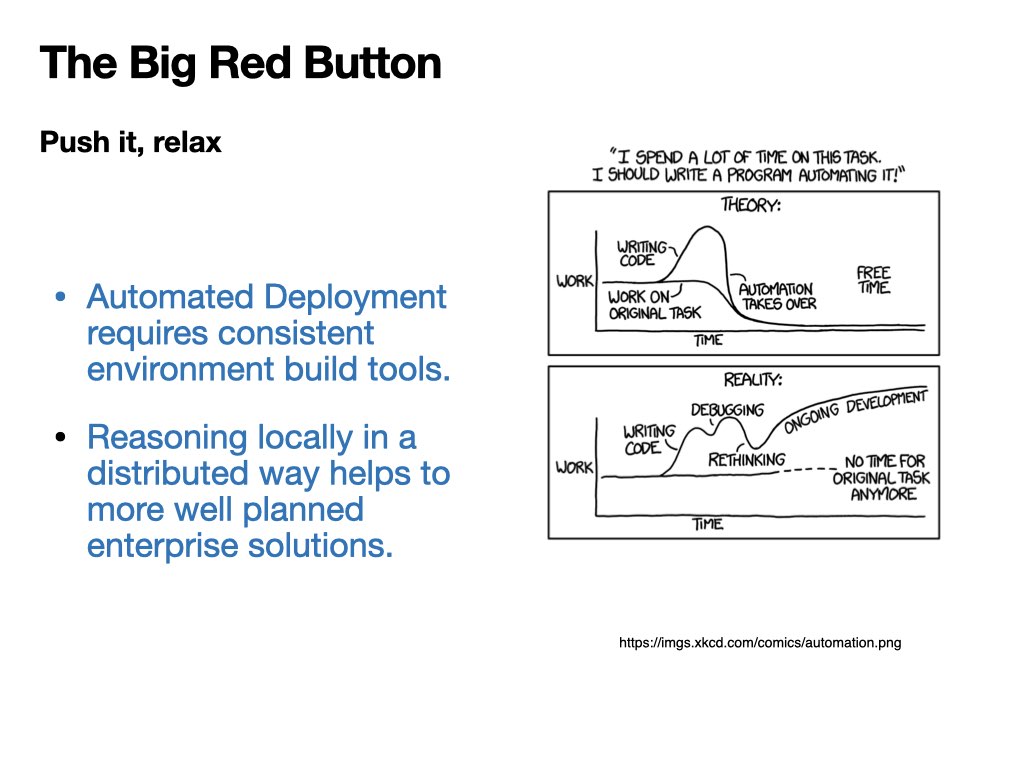 The Big Red Button
Push it, relax
• Automated Deployment
requires consistent
environment build tools.
• Reasoning locally in a
distributed way helps to
more well planned
enterprise solutions.
"I SPEND A LOT OF TIME ON THIS TASK.
I SHOULD WRITE A PROGRAM AUTOMATING IT!"
THEORY:
WRITING
CODE
WORK
WORK ON
ORIGINAL TASK
AUTOMATION
TAKES OVER
FREE
TIME
TIME
REALITY:
WRITING
CODE
DEBUGGING
RETHINKING
ONGOING DEVELOPMENT
WORK
NO TIME FOR
ORIGINAL TASK
ANYMORE
TIME
https://imgs.xkcd.com/comics/automation.png